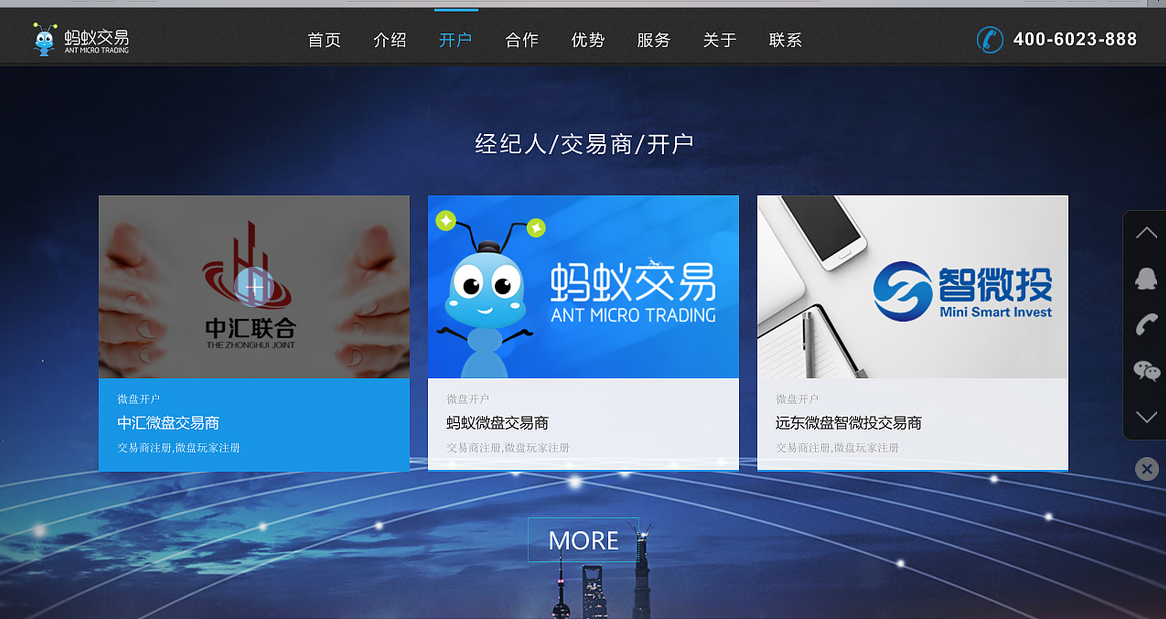 蚂蚁交易
ANT MICRO TRADING
首页 介绍 开户 合作 优势 服务 关于 联系
400-6023-888
经纪人/交易商/开户
中汇联合
THE ZHONGHUI JOINT
微盘开户
中汇微盘交易商
交易商注册,微盘玩家注册
蚂蚁交易
ANT MICRO TRADING
微盘开户
蚂蚁微盘交易商
交易商注册,微盘玩家注册
智微投
Mini Smart Invest
微盘开户
远东微盘智微投交易商
交易商注册,微盘玩家注册
MORE